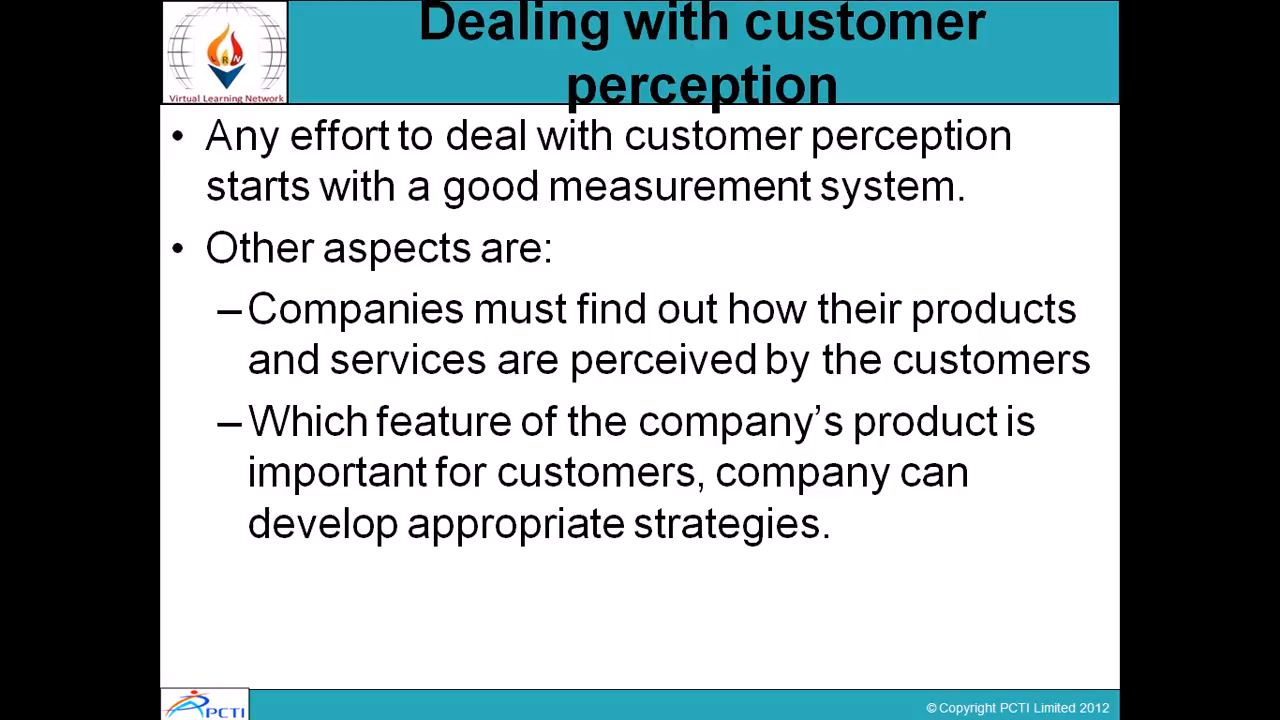 Dealing with customer
perception
Virtual Learning Network
• Any effort to deal with customer perception
starts with a good measurement system.
• Other aspects are:
–Companies must find out how their products
and services are perceived by the customers
–Which feature of the company’s product is
important for customers, company can
develop appropriate strategies.
PCTI
© Copyright PCTI Limited 2012